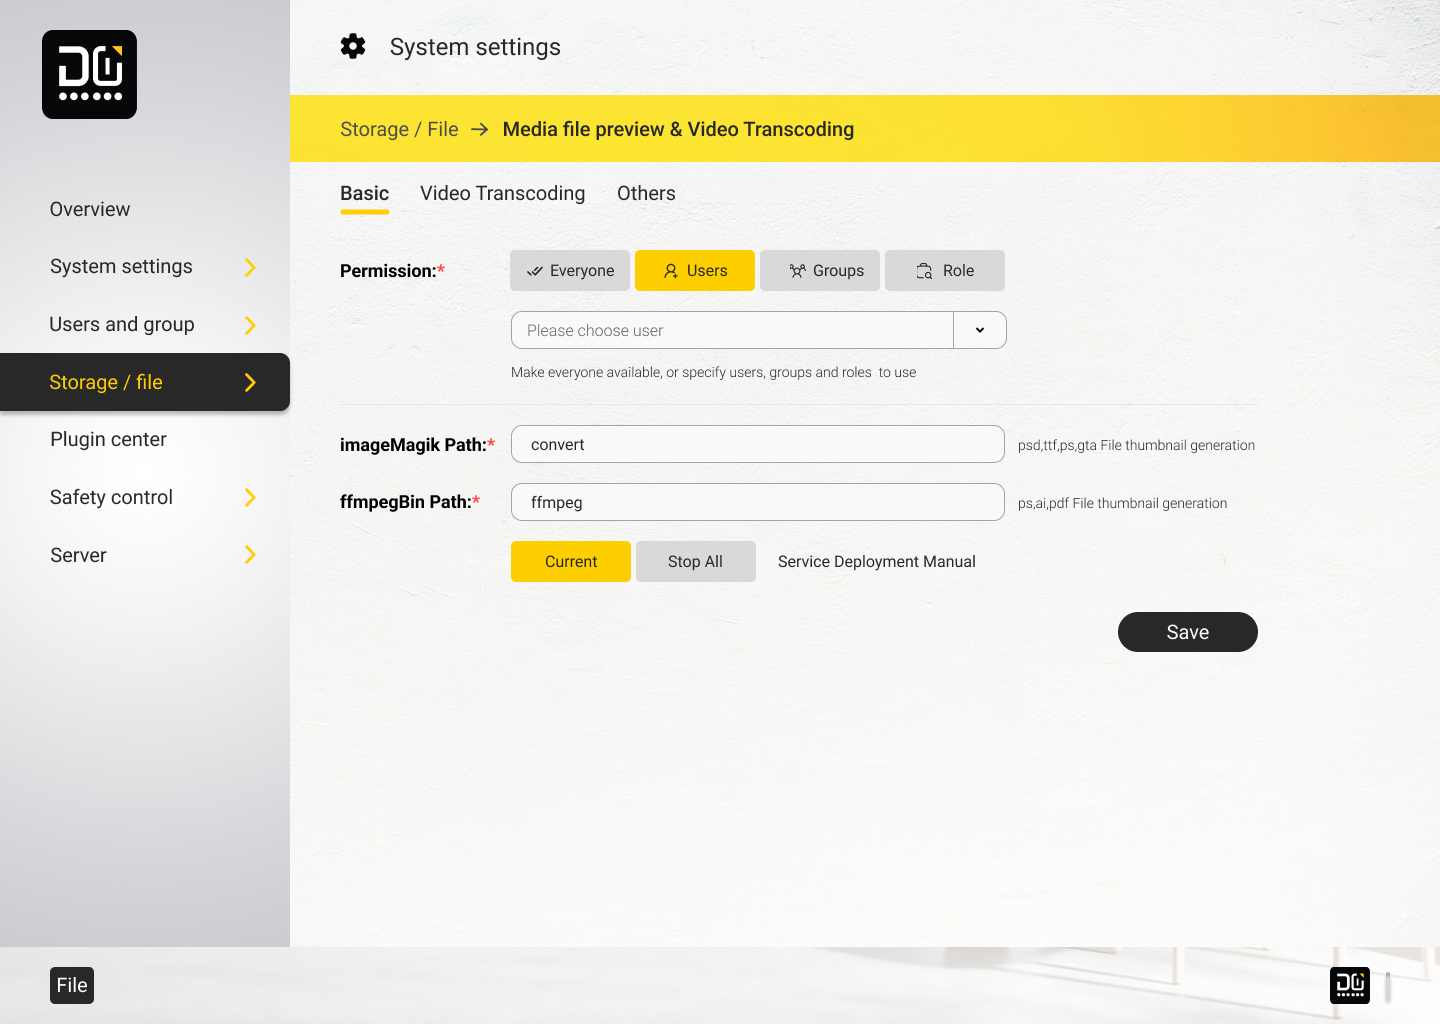 System settings
Storage / File → Media file preview & Video Transcoding
Basic Video Transcoding Others
Overview
System settings
Users and group
Storage / file
Plugin center
Safety control
Server
Permission:* Everyone Users Groups Role
Please choose user
Make everyone available, or specify users, groups and roles to use
imageMagik Path:* convert psd,ttf,ps,gta File thumbnail generation
ffmpegBin Path:* ffmpeg ps,ai,pdf File thumbnail generation
Current Stop All Service Deployment Manual
Save
File